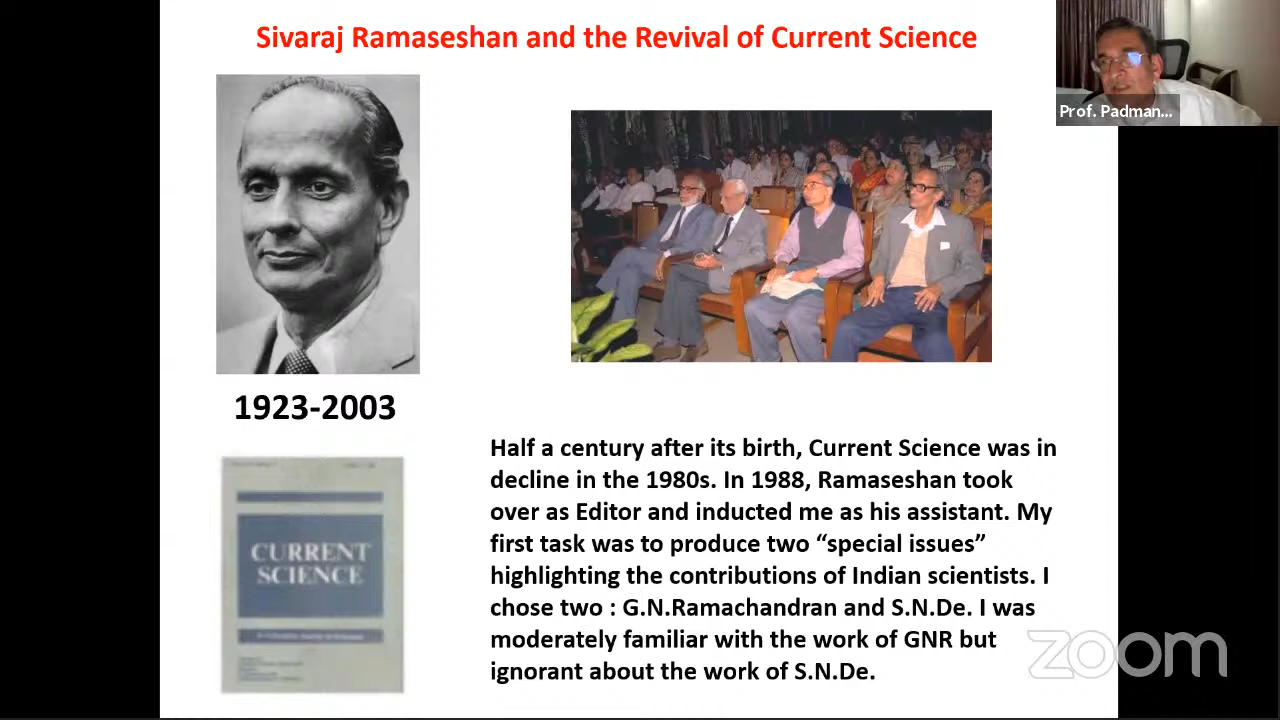 Sivaraj Ramaseshan and the Revival of Current Science
Prof. Padman...
1923-2003
CURRENT
SCIENCE
Half a century after its birth, Current Science was in
decline in the 1980s. In 1988, Ramaseshan took
over as Editor and inducted me as his assistant. My
first task was to produce two “special issues”
highlighting the contributions of Indian scientists. I
chose two : G.N.Ramachandran and S.N.De. I was
moderately familiar with the work of GNR but
ignorant about the work of S.N.De.
zoom